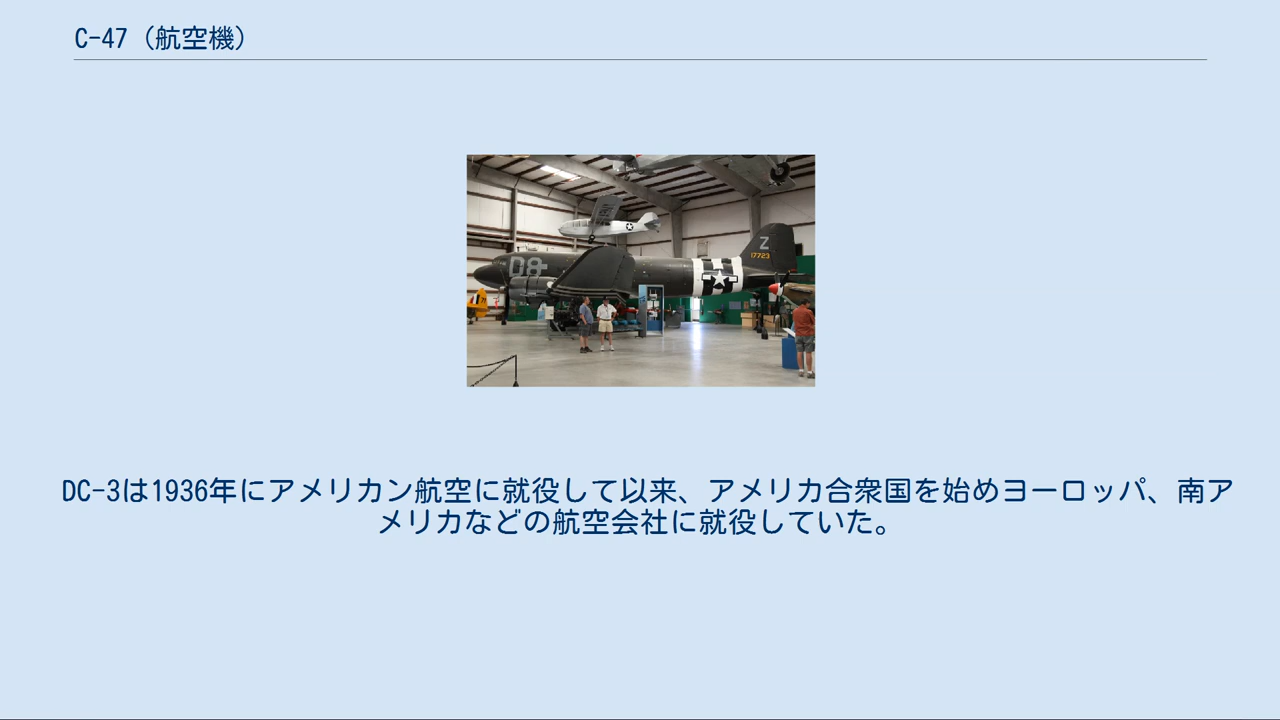 C-47（航空機）
D8
Z
17723
DC-3は1936年にアメリカン航空に就役して以来、アメリカ合衆国を始めヨーロッパ、南ア
メリカなどの航空会社に就役していた。